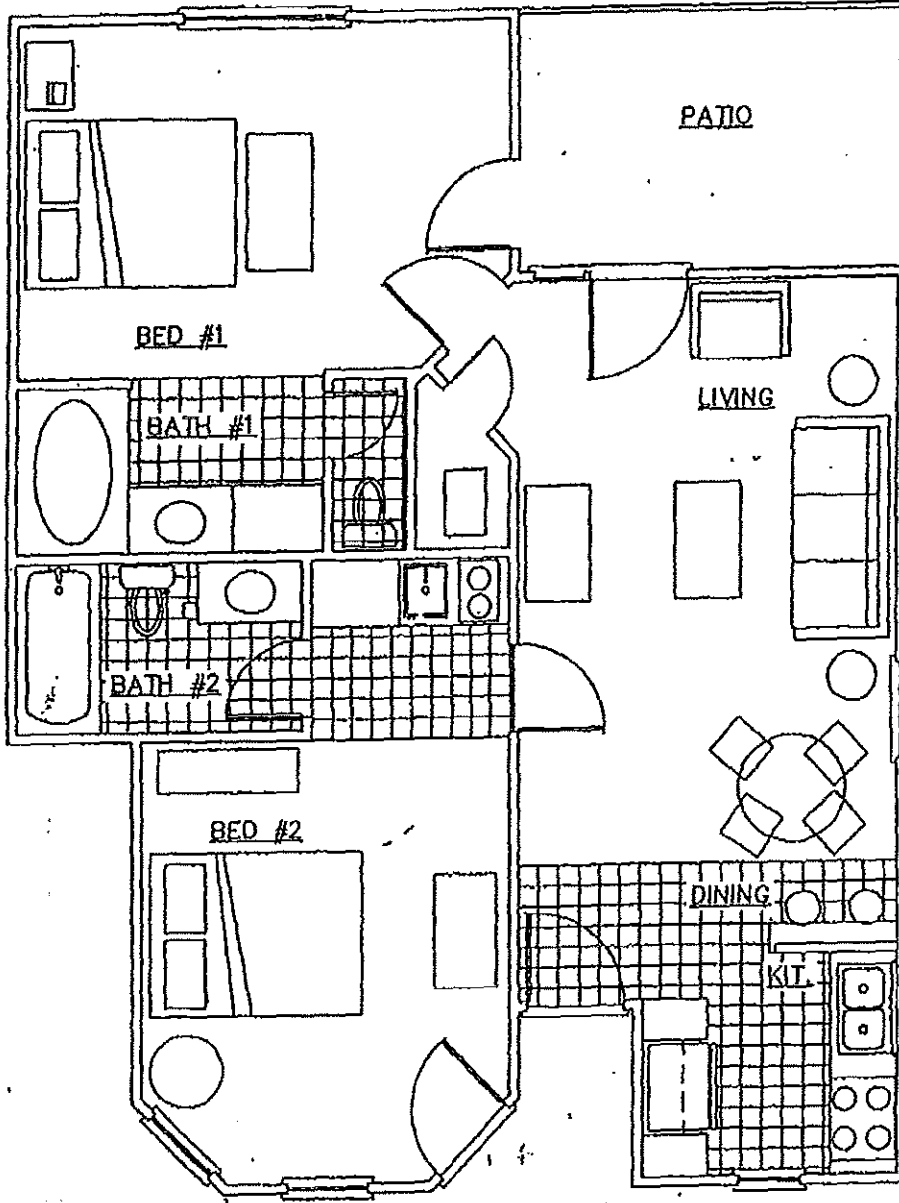 PATIO
BED #1
LIVING
BATH #1
BATH #2
BED #2
DINING
KIT.